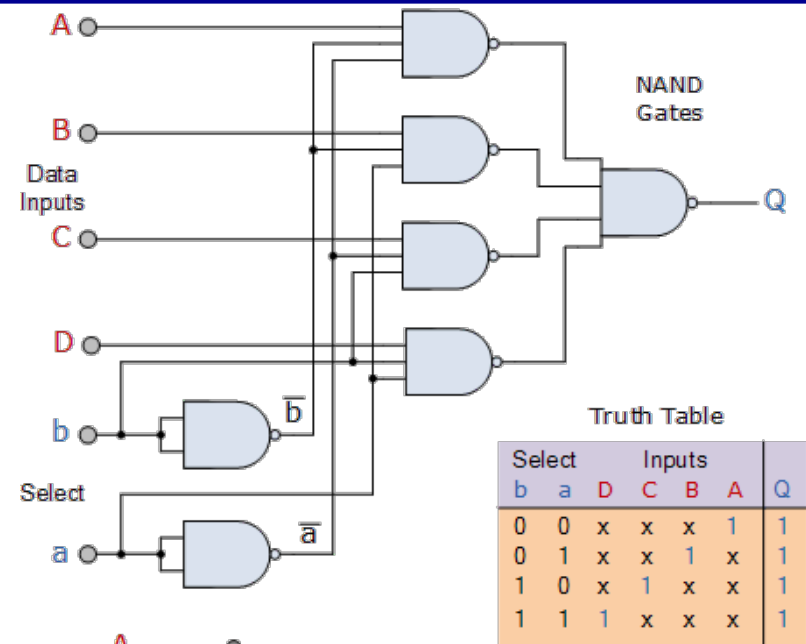 A
NAND
Gates
B
Data
Inputs
C
Q
D
b
b̅
Select
a
a̅
Truth Table
Select Inputs
b a D C B A Q
0 0 x x x 1 1
0 1 x x 1 x 1
1 0 x 1 x x 1
1 1 1 x x x 1